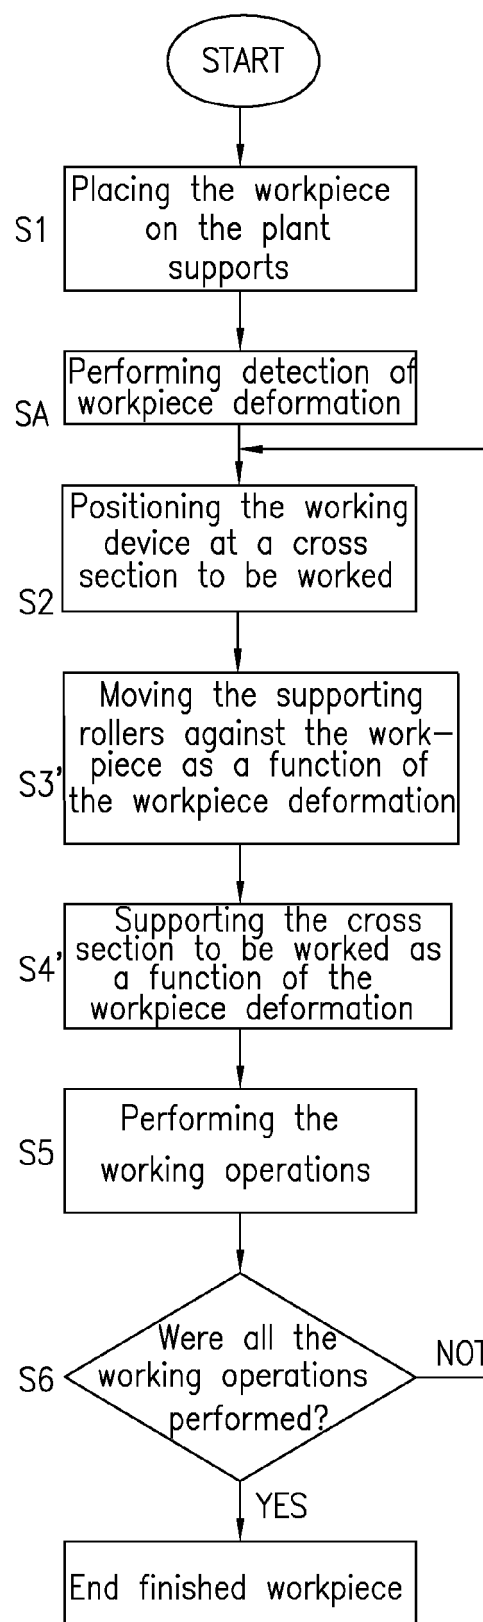 START
S1
Placing the workpiece
on the plant
supports
SA
Performing detection of
workpiece deformation
S2
Positioning the working
device at a cross
section to be worked
S3'
Moving the supporting
rollers against the work-
piece as a function of
the workpiece deformation
S4'
Supporting the cross
section to be worked as
a function of the
workpiece deformation
S5
Performing the
working operations
S6
Were all the
working operations
performed?
NOT
YES
End finished workpiece